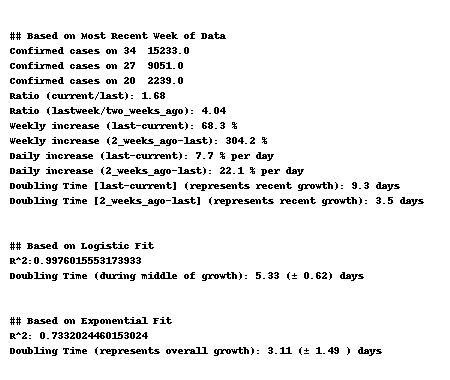 ## Based on Most Recent Week of Data
Confirmed cases on 34  15233.0
Confirmed cases on 27  9051.0
Confirmed cases on 20  2239.0
Ratio (current/last): 1.68
Ratio (lastweek/two_weeks_ago): 4.04
Weekly increase (last-current): 68.3 %
Weekly increase (2_weeks_ago-last): 304.2 %
Daily increase (last-current): 7.7 % per day
Daily increase (2_weeks_ago-last): 22.1 % per day
Doubling Time [last-current] (represents recent growth): 9.3 days
Doubling Time [2_weeks_ago-last] (represents recent growth): 3.5 days
## Based on Logistic Fit
R^2:0.9976015553173933
Doubling Time (during middle of growth): 5.33 (± 0.62) days
## Based on Exponential Fit
R^2: 0.7332024460153024
Doubling Time (represents overall growth): 3.11 (± 1.49 ) days